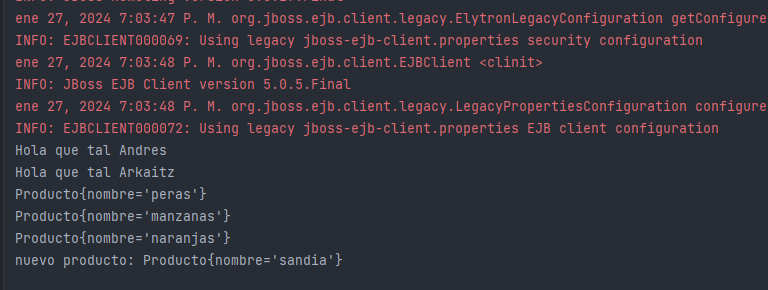 ene 27, 2024 7:03:47 P. M. org.jboss.ejb.client.legacy.ElytronLegacyConfiguration getConfigure
INFO: EJBCLIENT000069: Using legacy jboss-ejb-client.properties security configuration
ene 27, 2024 7:03:48 P. M. org.jboss.ejb.client.EJBClient <clinit>
INFO: JBoss EJB Client version 5.0.5.Final
ene 27, 2024 7:03:48 P. M. org.jboss.ejb.client.legacy.LegacyPropertiesConfiguration configure
INFO: EJBCLIENT000072: Using legacy jboss-ejb-client.properties EJB client configuration
Hola que tal Andres
Hola que tal Arkaitz
Producto{nombre='peras'}
Producto{nombre='manzanas'}
Producto{nombre='naranjas'}
nuevo producto: Producto{nombre='sandia'}